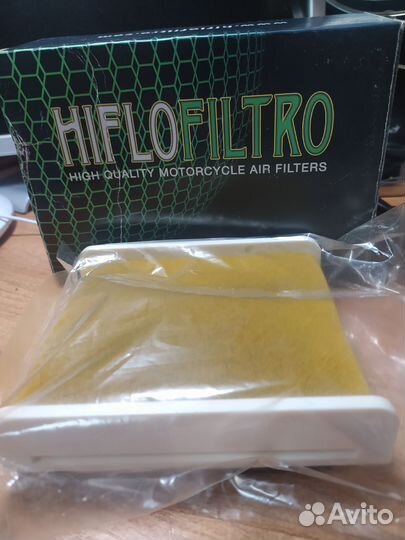 HIFLOFILTRO
HIGH QUALITY MOTORCYCLE AIR FILTERS
Avito